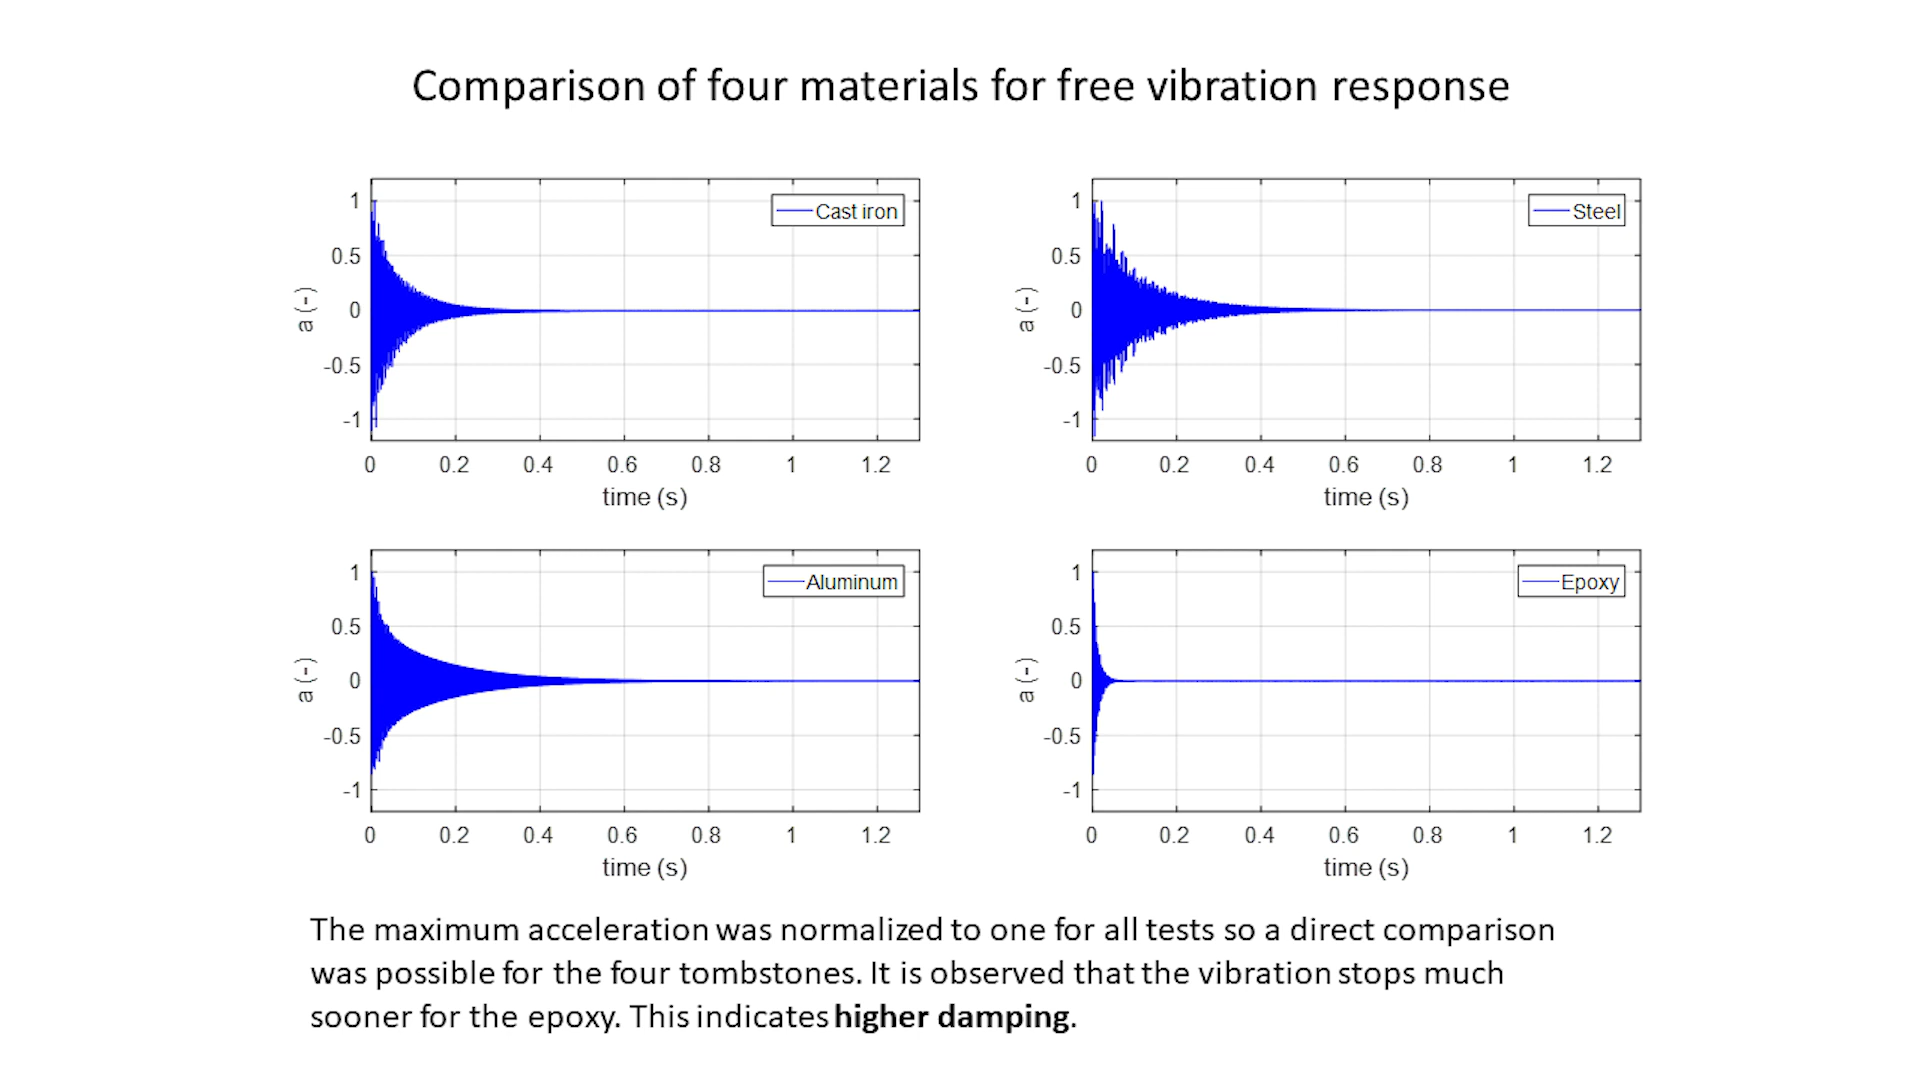 Comparison of four materials for free vibration response
1
0.5
0
-0.5
-1
a (-)
Cast iron
0 0.2 0.4 0.6 0.8 1 1.2
time (s)
1
0.5
0
-0.5
-1
a (-)
Steel
0 0.2 0.4 0.6 0.8 1 1.2
time (s)
1
0.5
0
-0.5
-1
a (-)
Aluminum
0 0.2 0.4 0.6 0.8 1 1.2
time (s)
1
0.5
0
-0.5
-1
a (-)
Epoxy
0 0.2 0.4 0.6 0.8 1 1.2
time (s)
The maximum acceleration was normalized to one for all tests so a direct comparison
was possible for the four tombstones. It is observed that the vibration stops much
sooner for the epoxy. This indicates higher damping.